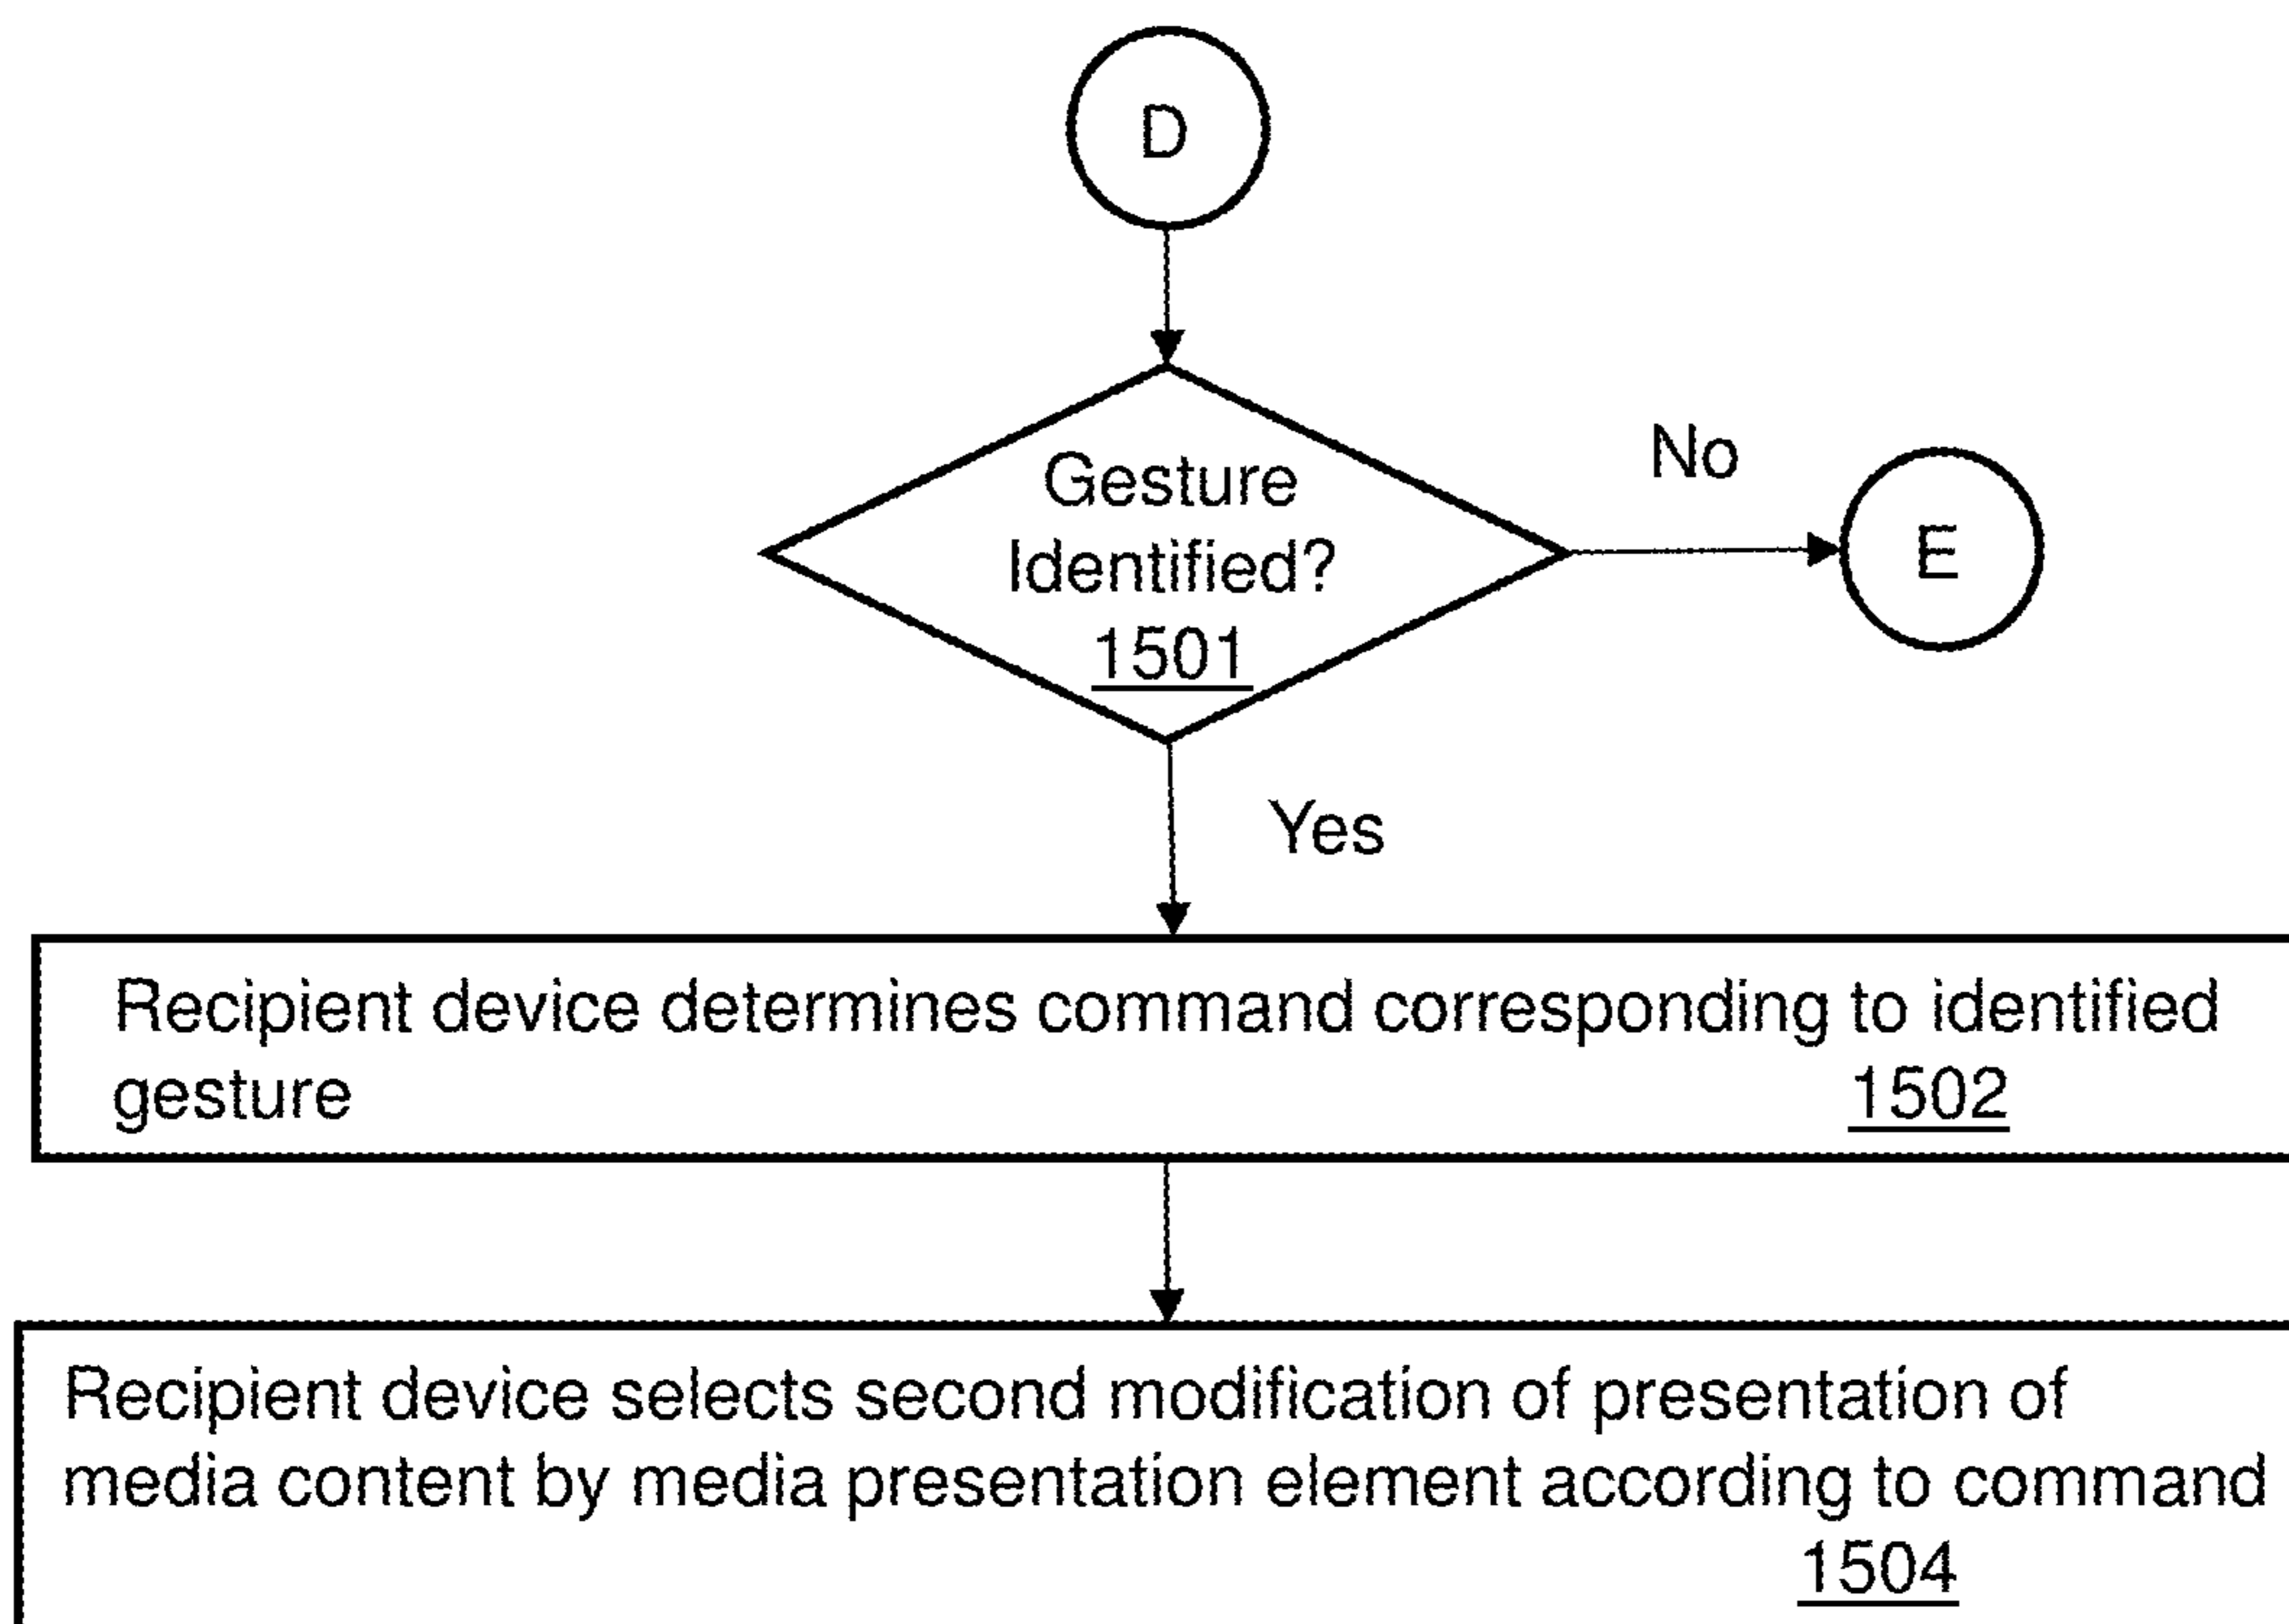 D
Gesture
Identified?
1501
No
E
Yes
Recipient device determines command corresponding to identified
gesture 1502
Recipient device selects second modification of presentation of
media content by media presentation element according to command
1504